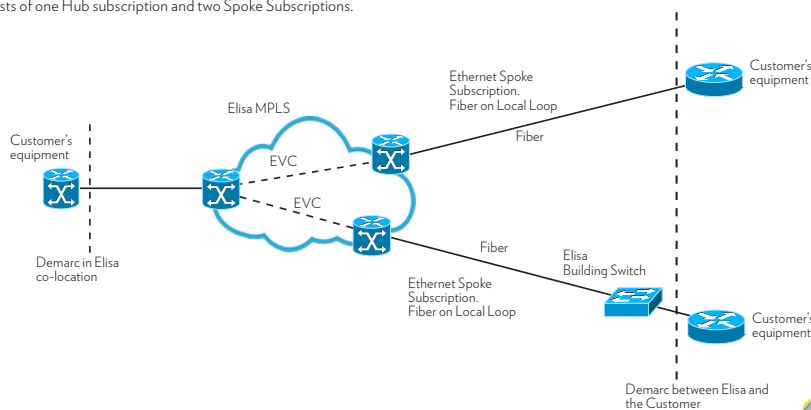 sts of one Hub subscription and two Spoke Subscriptions.
Ethernet Spoke
Subscription.
Fiber on Local Loop
Customer's
equipment
Elisa MPLS
Fiber
Customer's
equipment
EVC
EVC
Fiber
Elisa
Building Switch
Demarc in Elisa
co-location
Ethernet Spoke
Subscription.
Fiber on Local Loop
Customer's
equipment
Demarc between Elisa and
the Customer